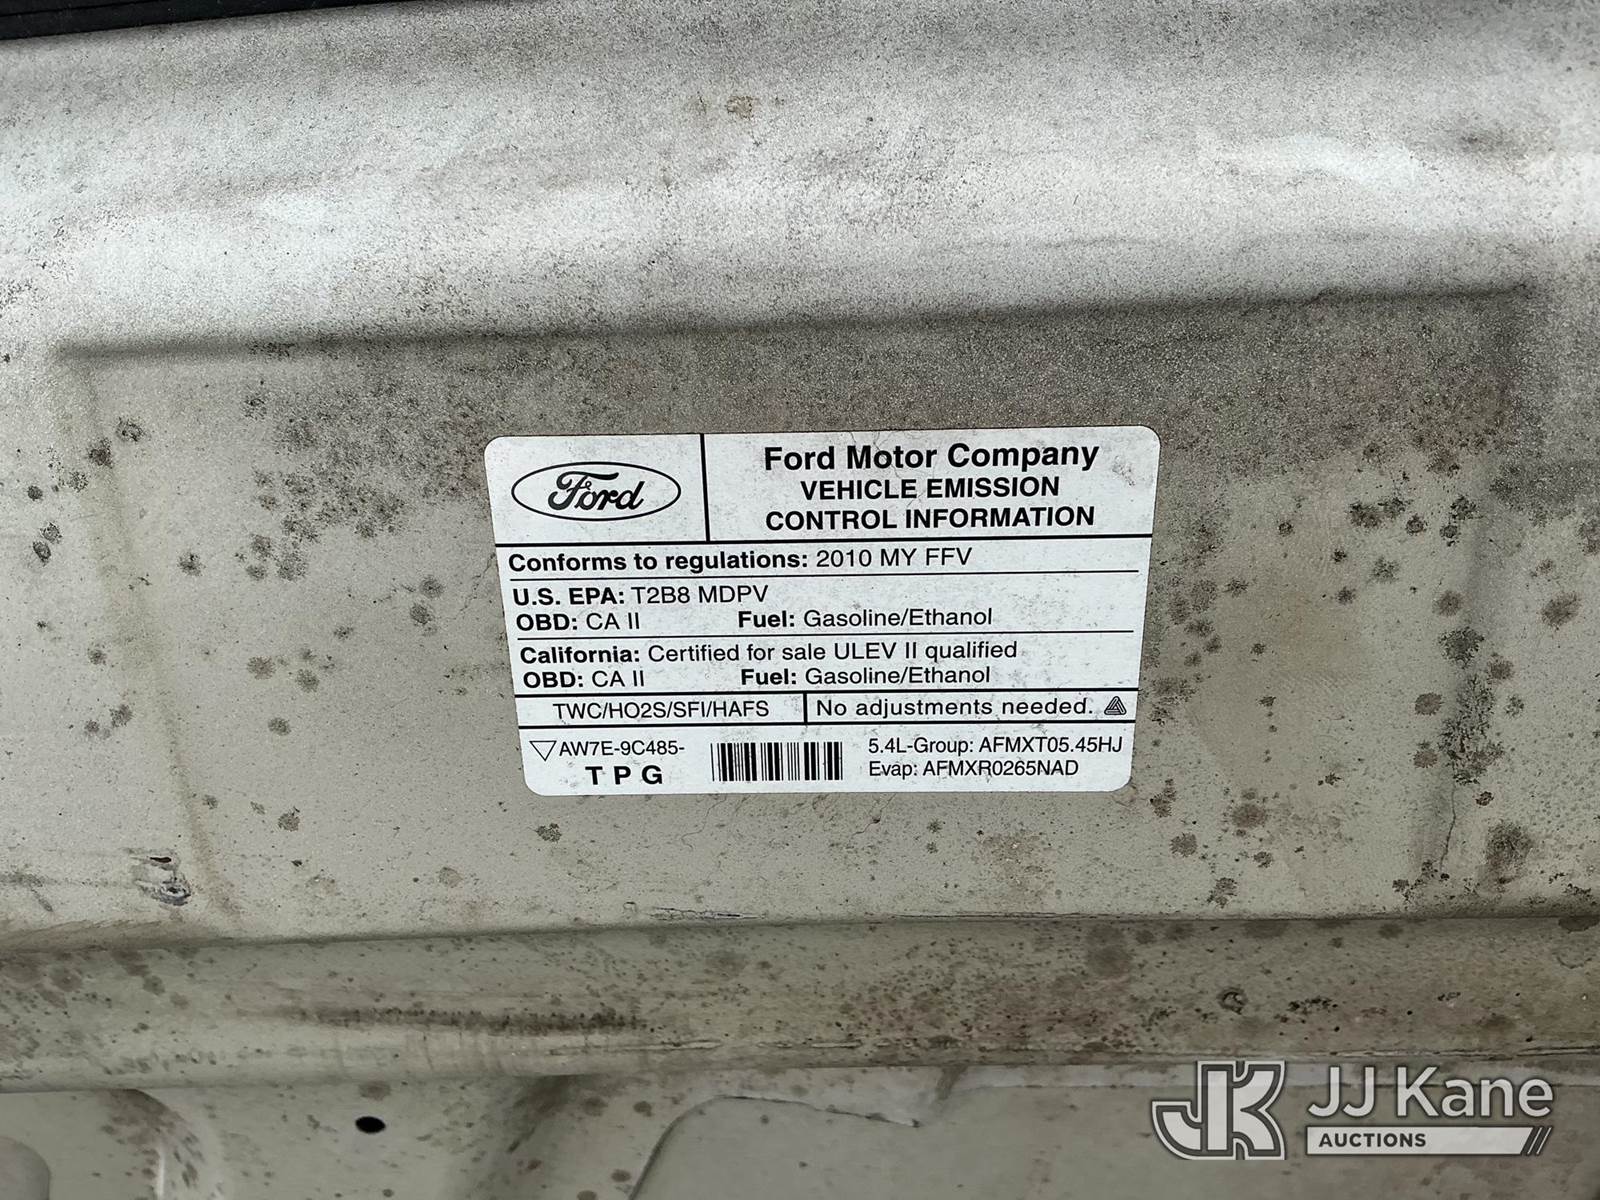 Ford
Ford Motor Company
VEHICLE EMISSION
CONTROL INFORMATION
Conforms to regulations: 2010 MY FFV
U.S. EPA: T2B8 MDPV
OBD: CA II Fuel: Gasoline/Ethanol
California: Certified for sale ULEV II qualified
OBD: CA II Fuel: Gasoline/Ethanol
TWC/HO2S/SFI/HAFS No adjustments needed.
AW7E-9C485-
T P G
5.4L-Group: AFMXT05.45HJ
Evap: AFMXR0265NAD
JK JJ Kane
AUCTIONS